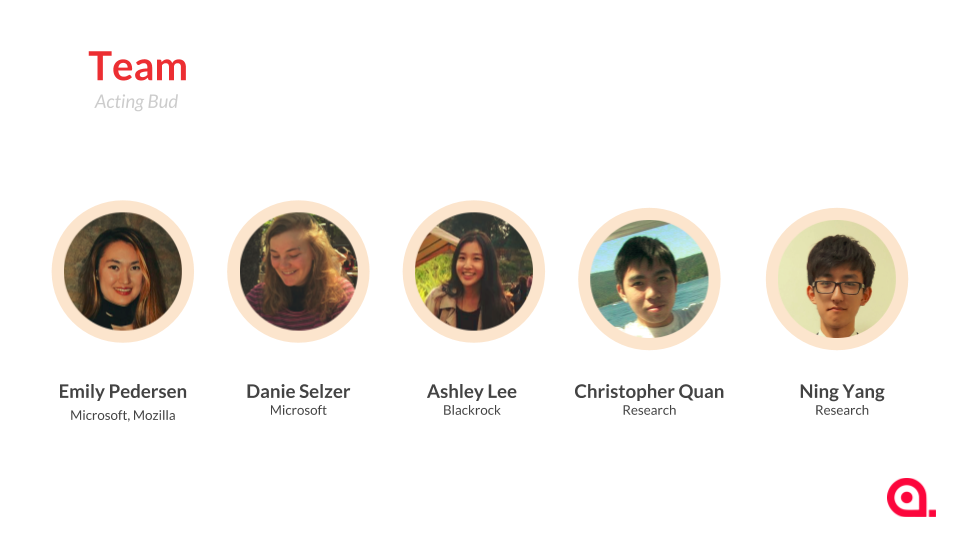 Team
Acting Bud
Emily Pedersen
Microsoft, Mozilla
Danie Selzer
Microsoft
Ashley Lee
Blackrock
Christopher Quan
Research
Ning Yang
Research